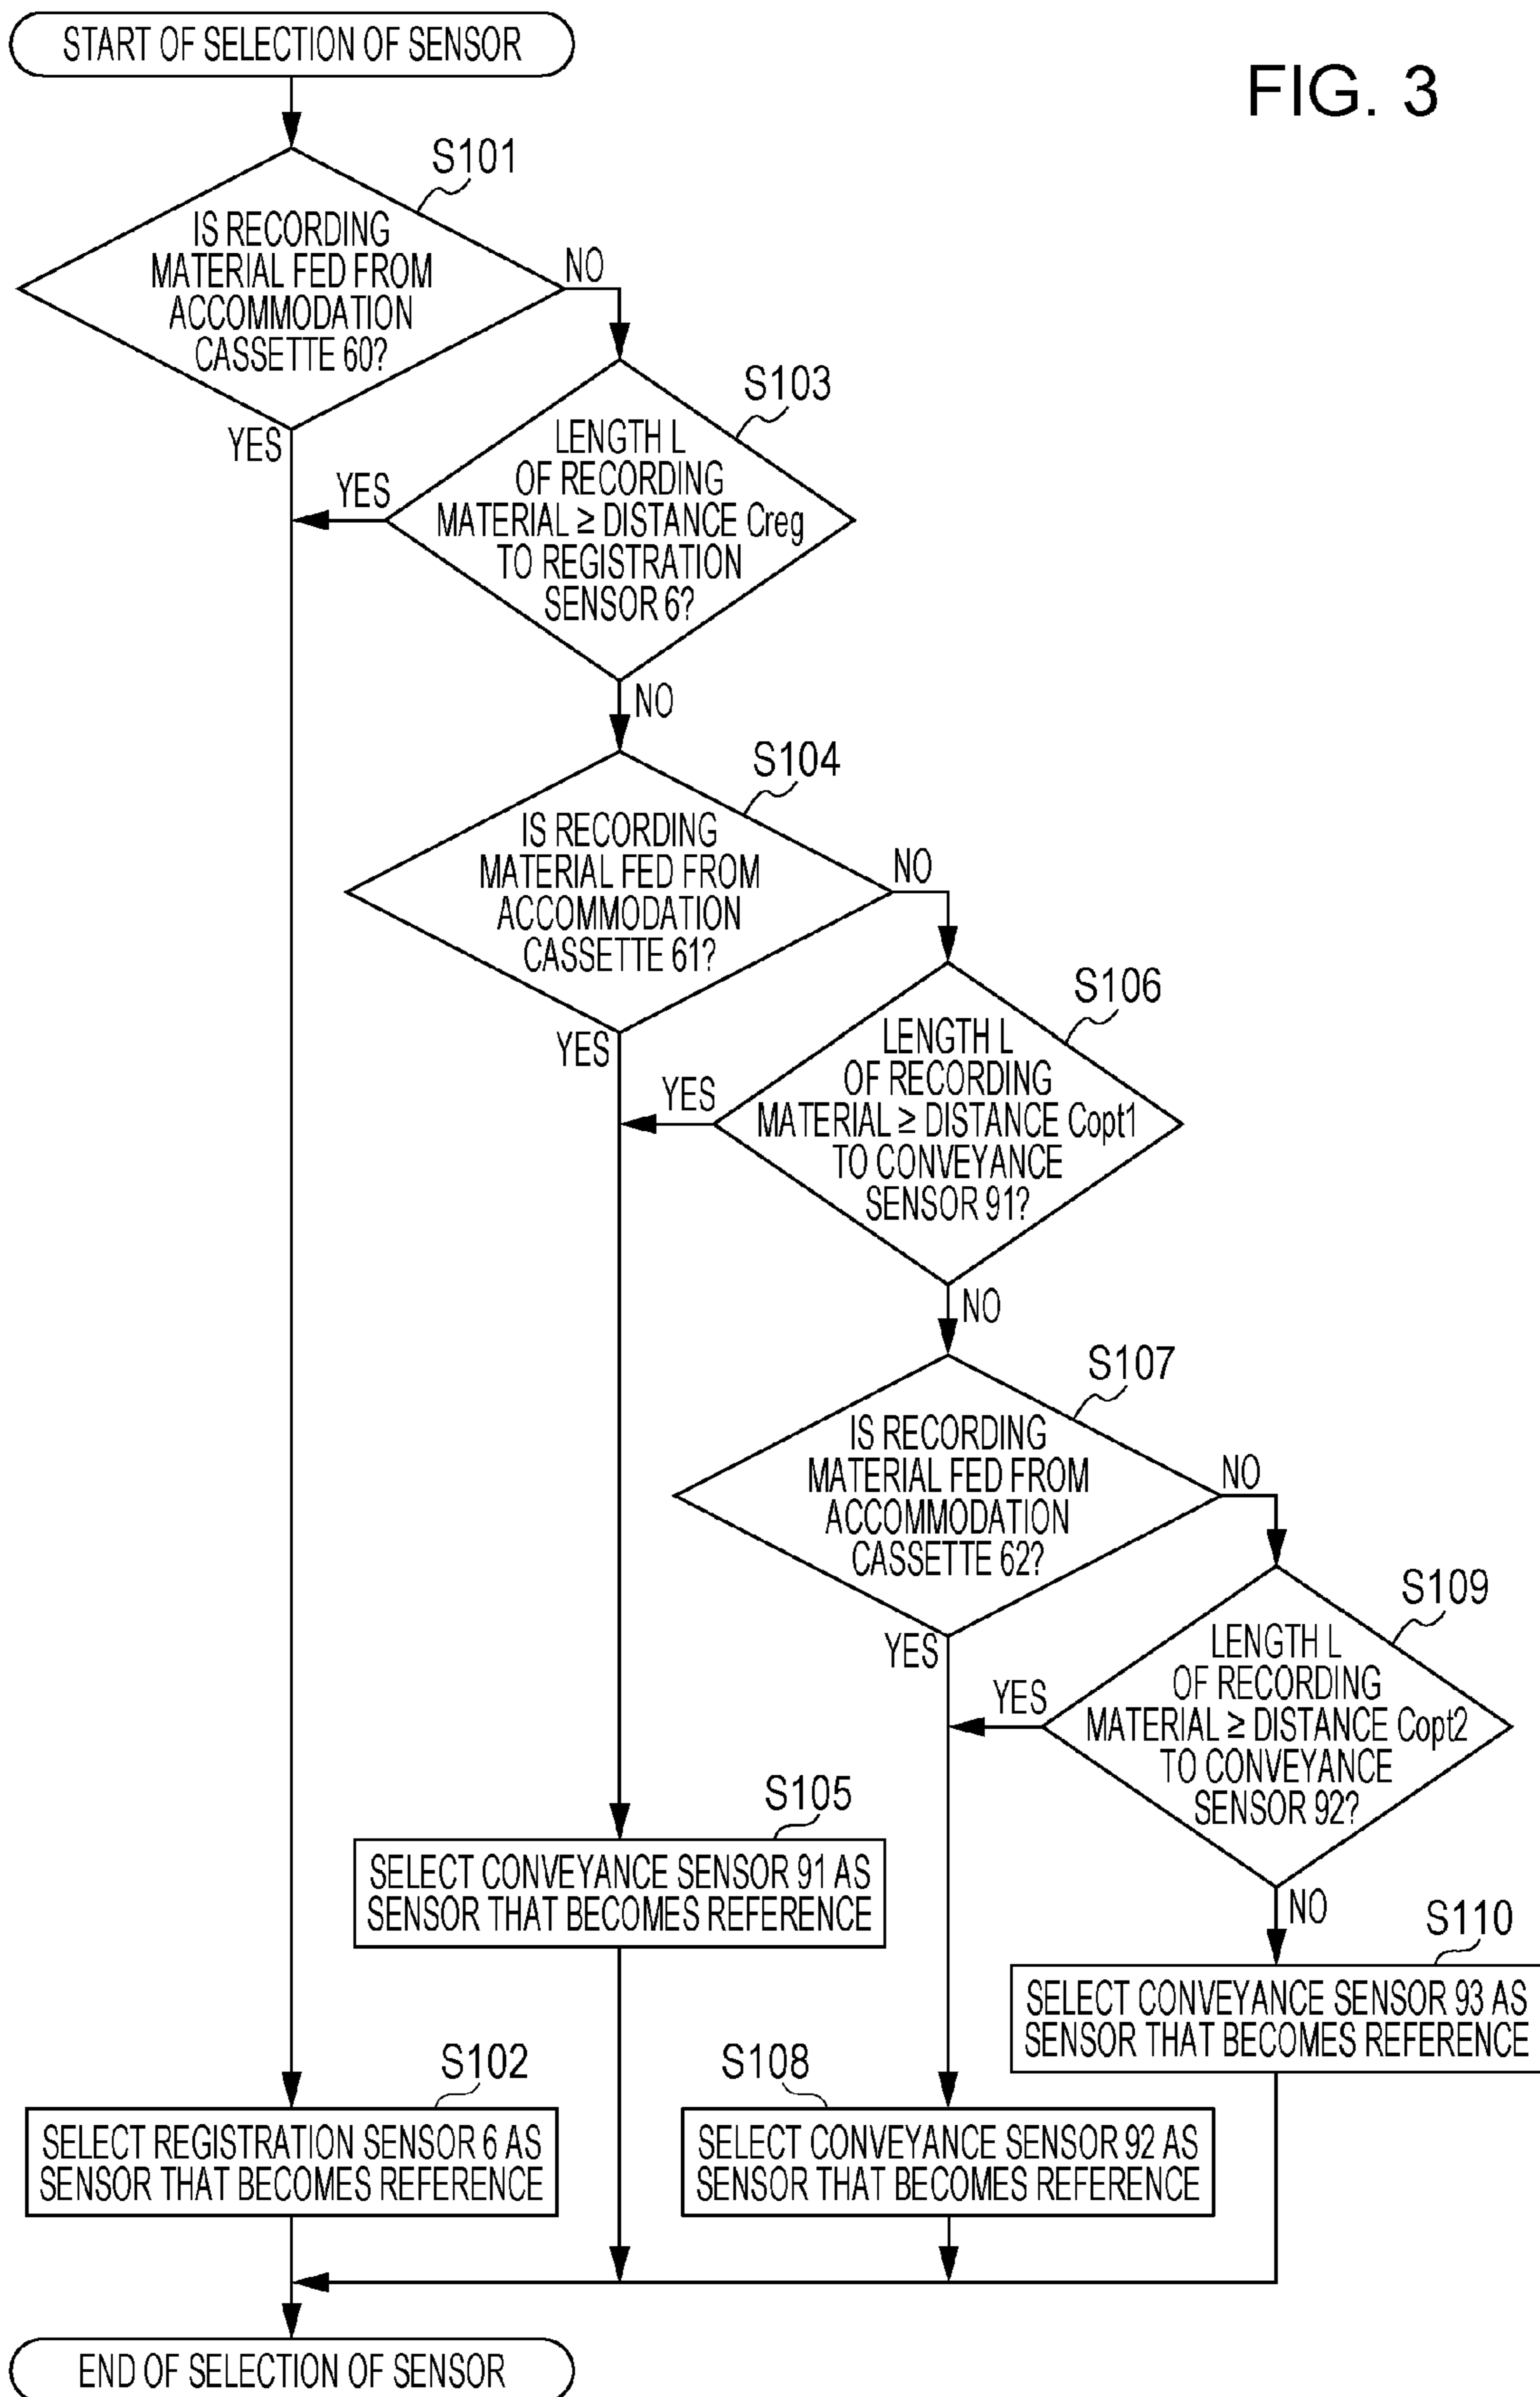 START OF SELECTION OF SENSOR
FIG. 3
S101
IS RECORDING
MATERIAL FED FROM
ACCOMMODATION
CASSETTE 60?
NO
YES
S103
LENGTH L
OF RECORDING
MATERIAL ≥ DISTANCE Creg
TO REGISTRATION
SENSOR 6?
YES
NO
S104
IS RECORDING
MATERIAL FED FROM
ACCOMMODATION
CASSETTE 61?
NO
YES
S106
LENGTH L
OF RECORDING
MATERIAL ≥ DISTANCE Copt1
TO CONVEYANCE
SENSOR 91?
YES
NO
S107
IS RECORDING
MATERIAL FED FROM
ACCOMMODATION
CASSETTE 62?
NO
YES
S109
LENGTH L
OF RECORDING
MATERIAL ≥ DISTANCE Copt2
TO CONVEYANCE
SENSOR 92?
YES
NO
S105
SELECT CONVEYANCE SENSOR 91 AS
SENSOR THAT BECOMES REFERENCE
S110
SELECT CONVEYANCE SENSOR 93 AS
SENSOR THAT BECOMES REFERENCE
S102
SELECT REGISTRATION SENSOR 6 AS
SENSOR THAT BECOMES REFERENCE
S108
SELECT CONVEYANCE SENSOR 92 AS
SENSOR THAT BECOMES REFERENCE
END OF SELECTION OF SENSOR